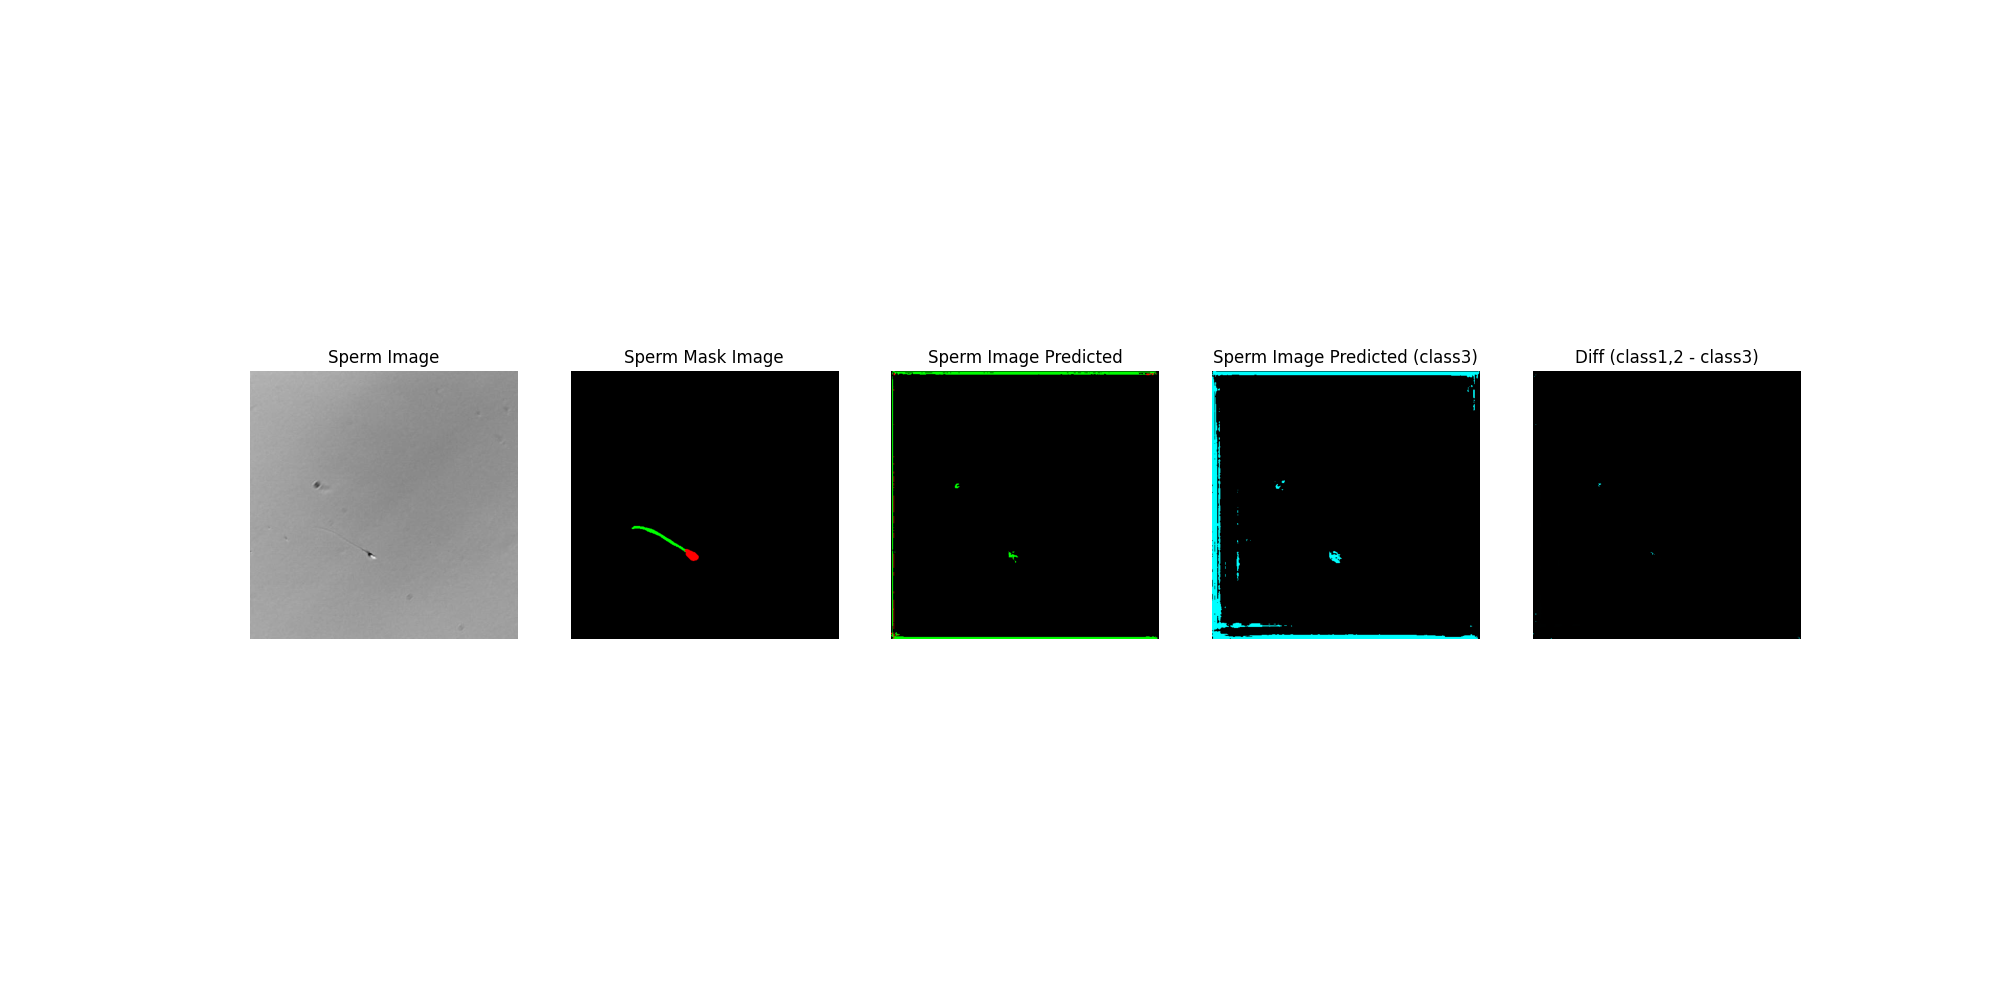 Sperm Image
Sperm Mask Image
Sperm Image Predicted
Sperm Image Predicted (class3)
Diff (class1,2 - class3)